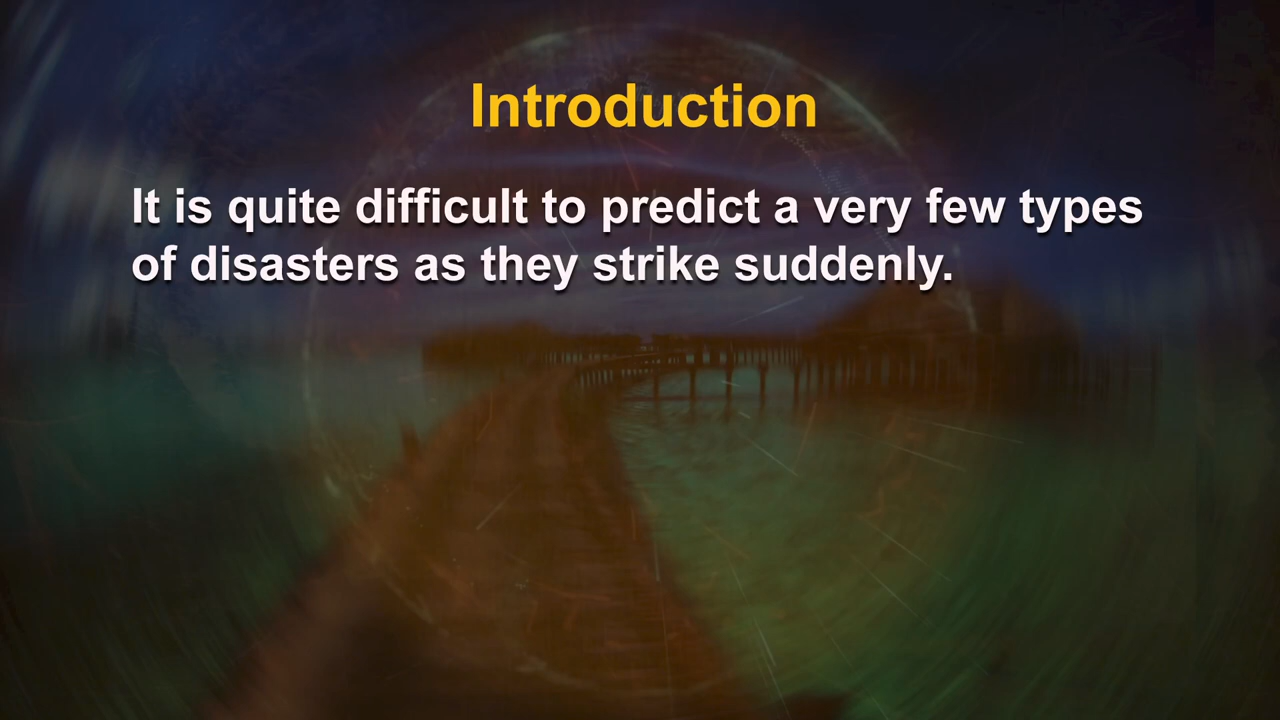 Introduction
It is quite difficult to predict a very few types
of disasters as they strike suddenly.